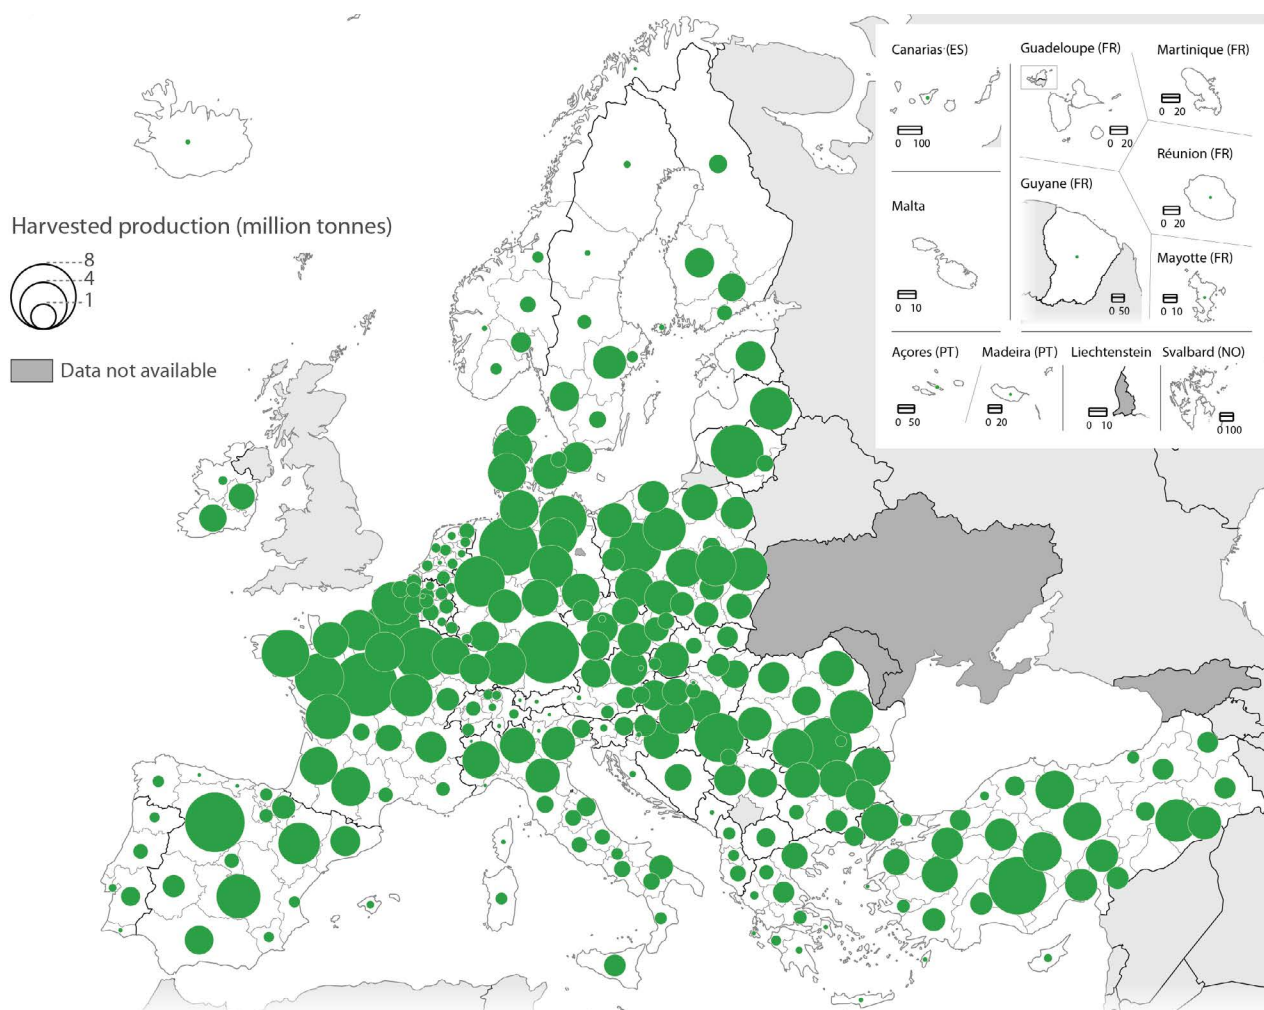 Harvested production (million tonnes)
8
4
1
Data not available
Canarias (ES)
0 100
Guadeloupe (FR)
0 20
Martinique (FR)
0 20
Réunion (FR)
0 20
Malta
0 10
Guyane (FR)
0 50
Mayotte (FR)
0 10
Açores (PT)
0 50
Madeira (PT)
0 20
Liechtenstein
0 10
Svalbard (NO)
0 100